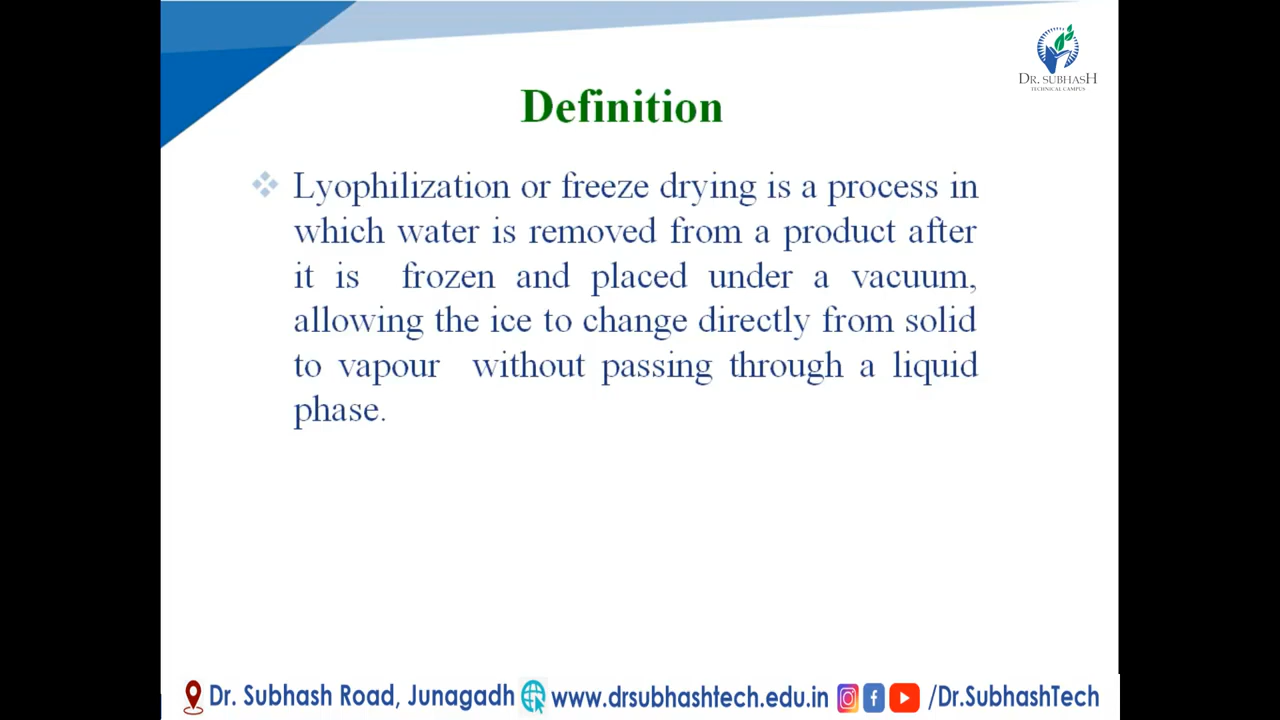 DR. SUBHASH
TECHNICAL CAMPUS
Definition
Lyophilization or freeze drying is a process in
which water is removed from a product after
it is frozen and placed under a vacuum,
allowing the ice to change directly from solid
to vapour without passing through a liquid
phase.
Dr. Subhash Road, Junagadh www.drsubhashtech.edu.in /Dr.SubhashTech